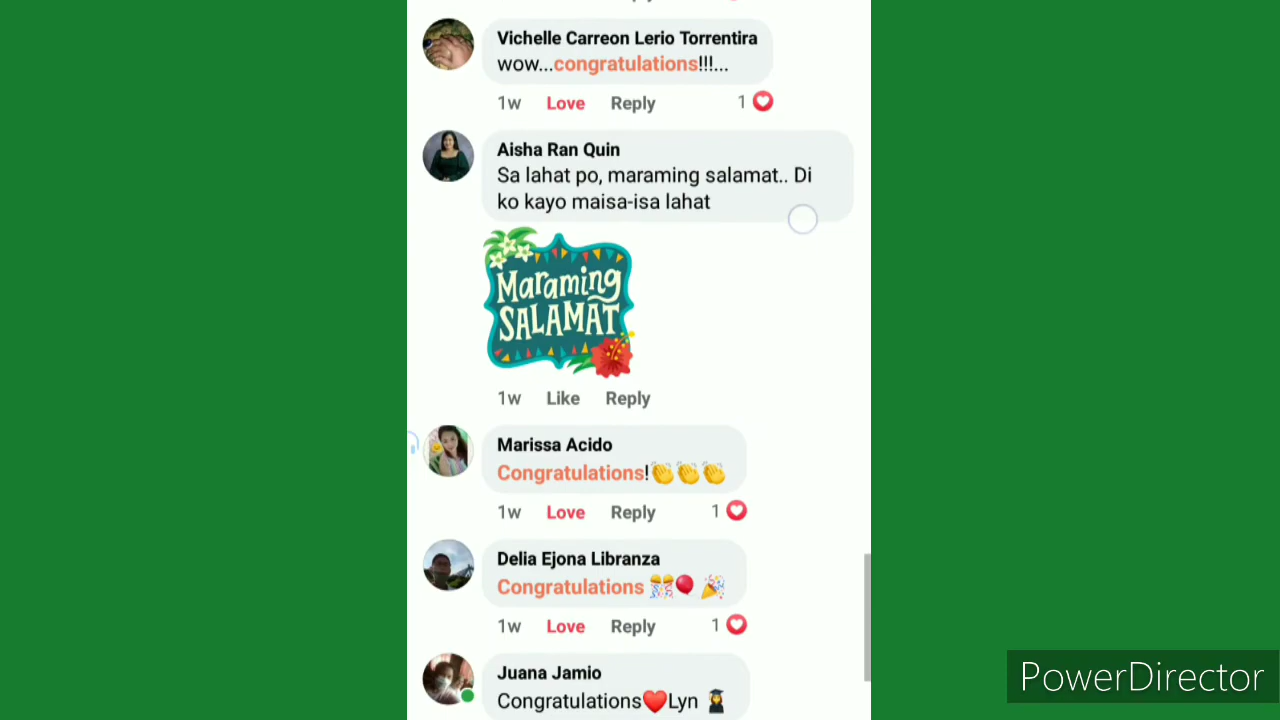 Vichelle Carreon Lerio Torrentira
wow...congratulations!!!...
1w Love Reply 1
Aisha Ran Quin
Sa lahat po, maraming salamat.. Di
ko kayo maisa-isa lahat
Maraming
SALAMAT
1w Like Reply
Marissa Acido
Congratulations!👏👏👏
1w Love Reply 1
Delia Ejona Libranza
Congratulations 🎊🎈 🎉
1w Love Reply 1
Juana Jamio
Congratulations❤️Lyn 👩‍🎓
PowerDirector